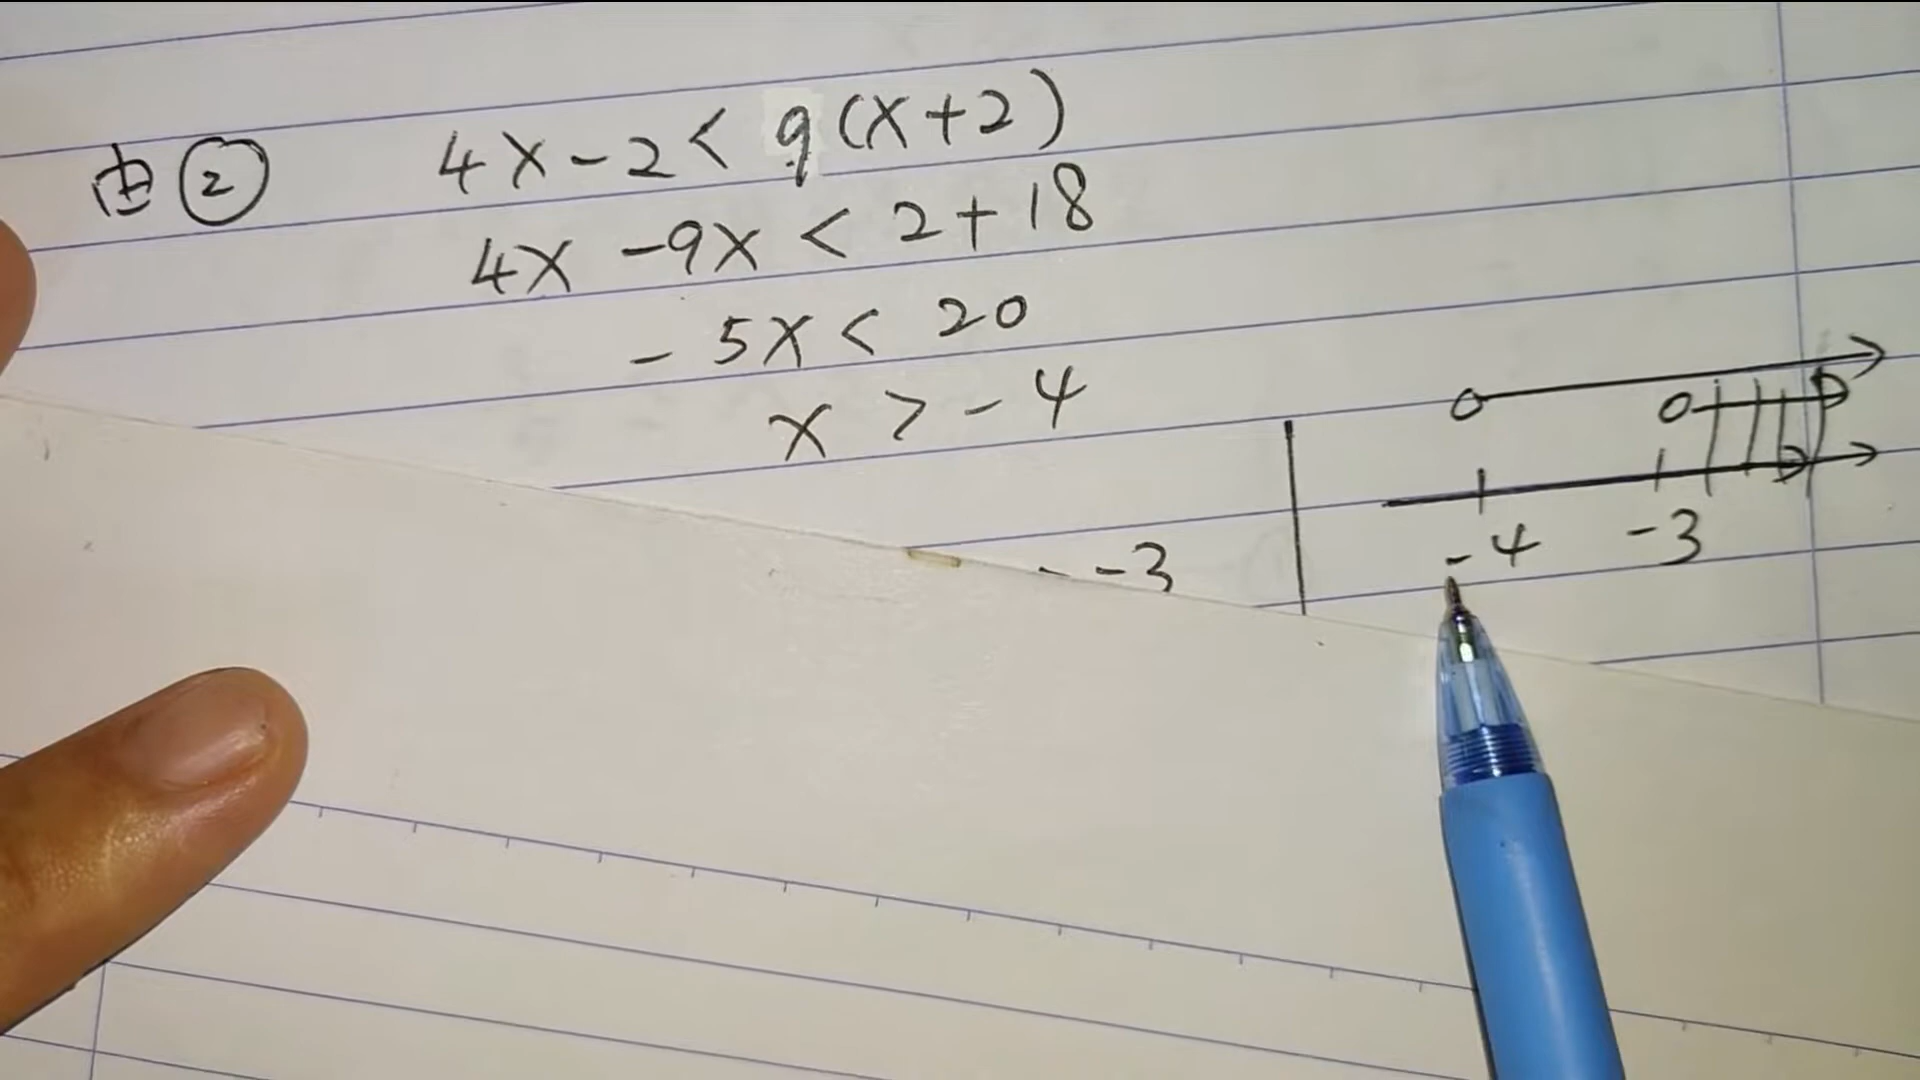 由② 4x-2<9(x+2)
4x-9x<2+18
-5x<20
x>-4
-3
-4 -3